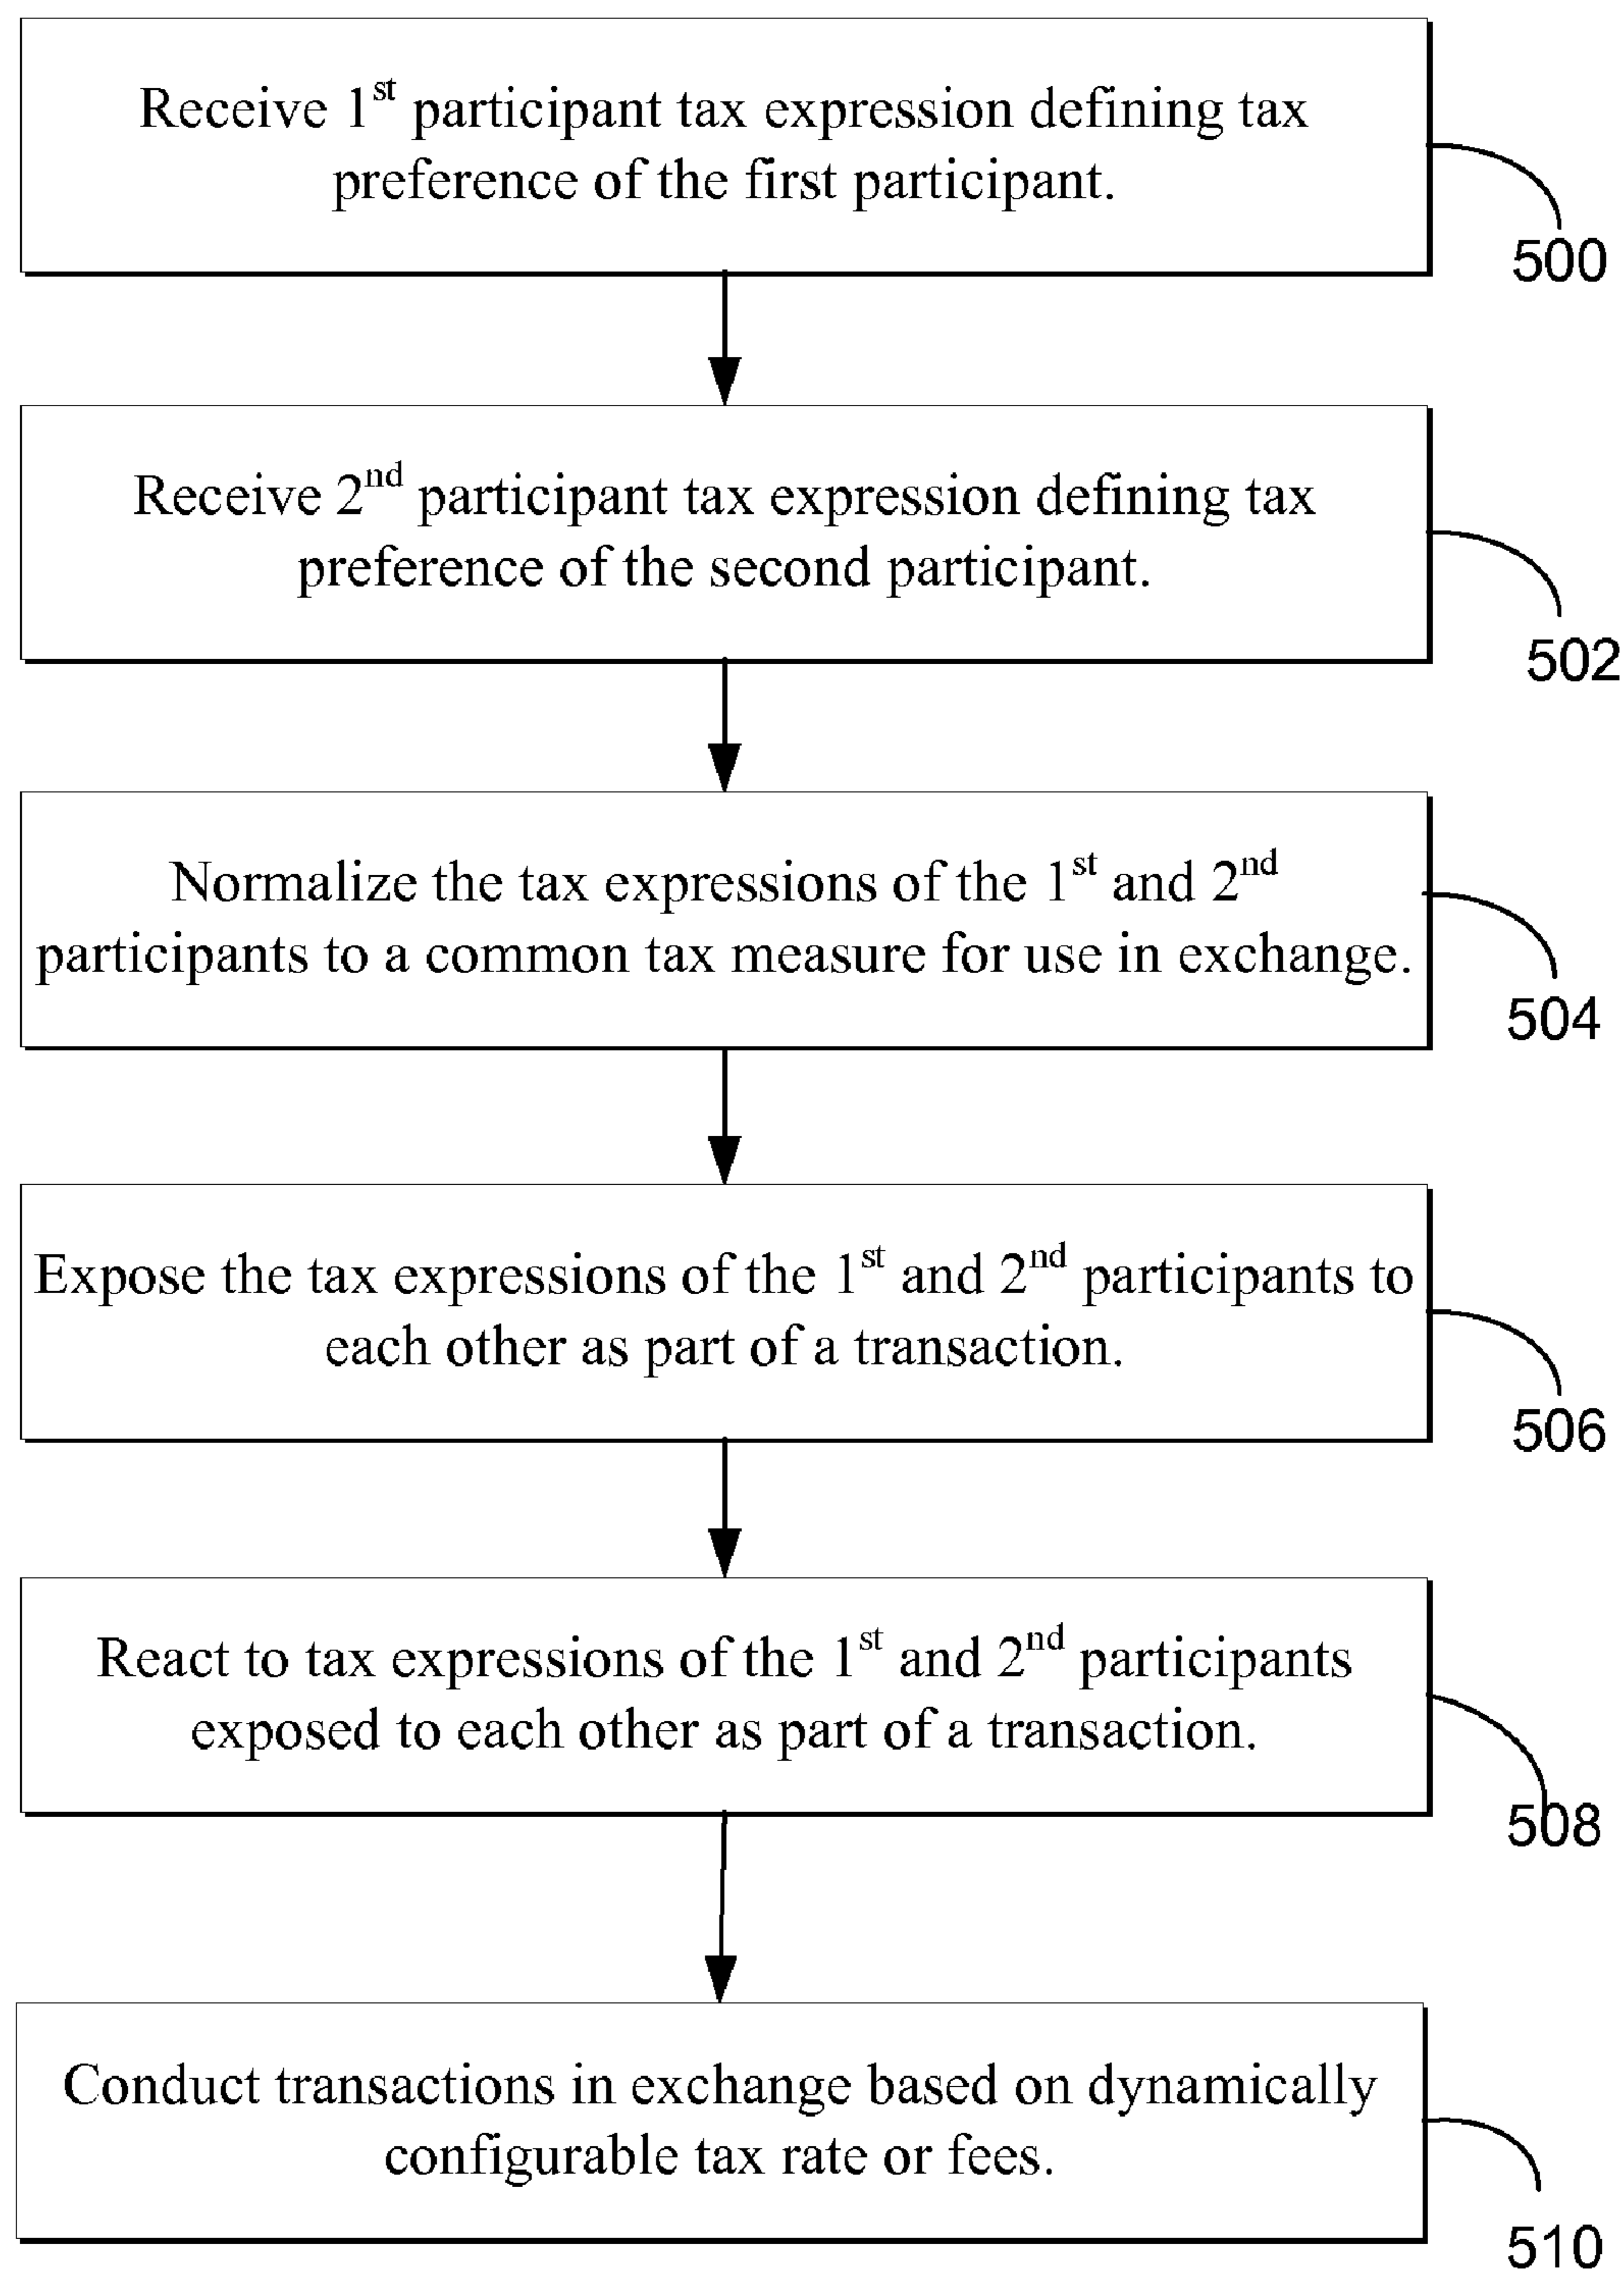 Receive 1st participant tax expression defining tax
preference of the first participant.
500
Receive 2nd participant tax expression defining tax
preference of the second participant.
502
Normalize the tax expressions of the 1st and 2nd
participants to a common tax measure for use in exchange.
504
Expose the tax expressions of the 1st and 2nd participants to
each other as part of a transaction.
506
React to tax expressions of the 1st and 2nd participants
exposed to each other as part of a transaction.
508
Conduct transactions in exchange based on dynamically
configurable tax rate or fees.
510